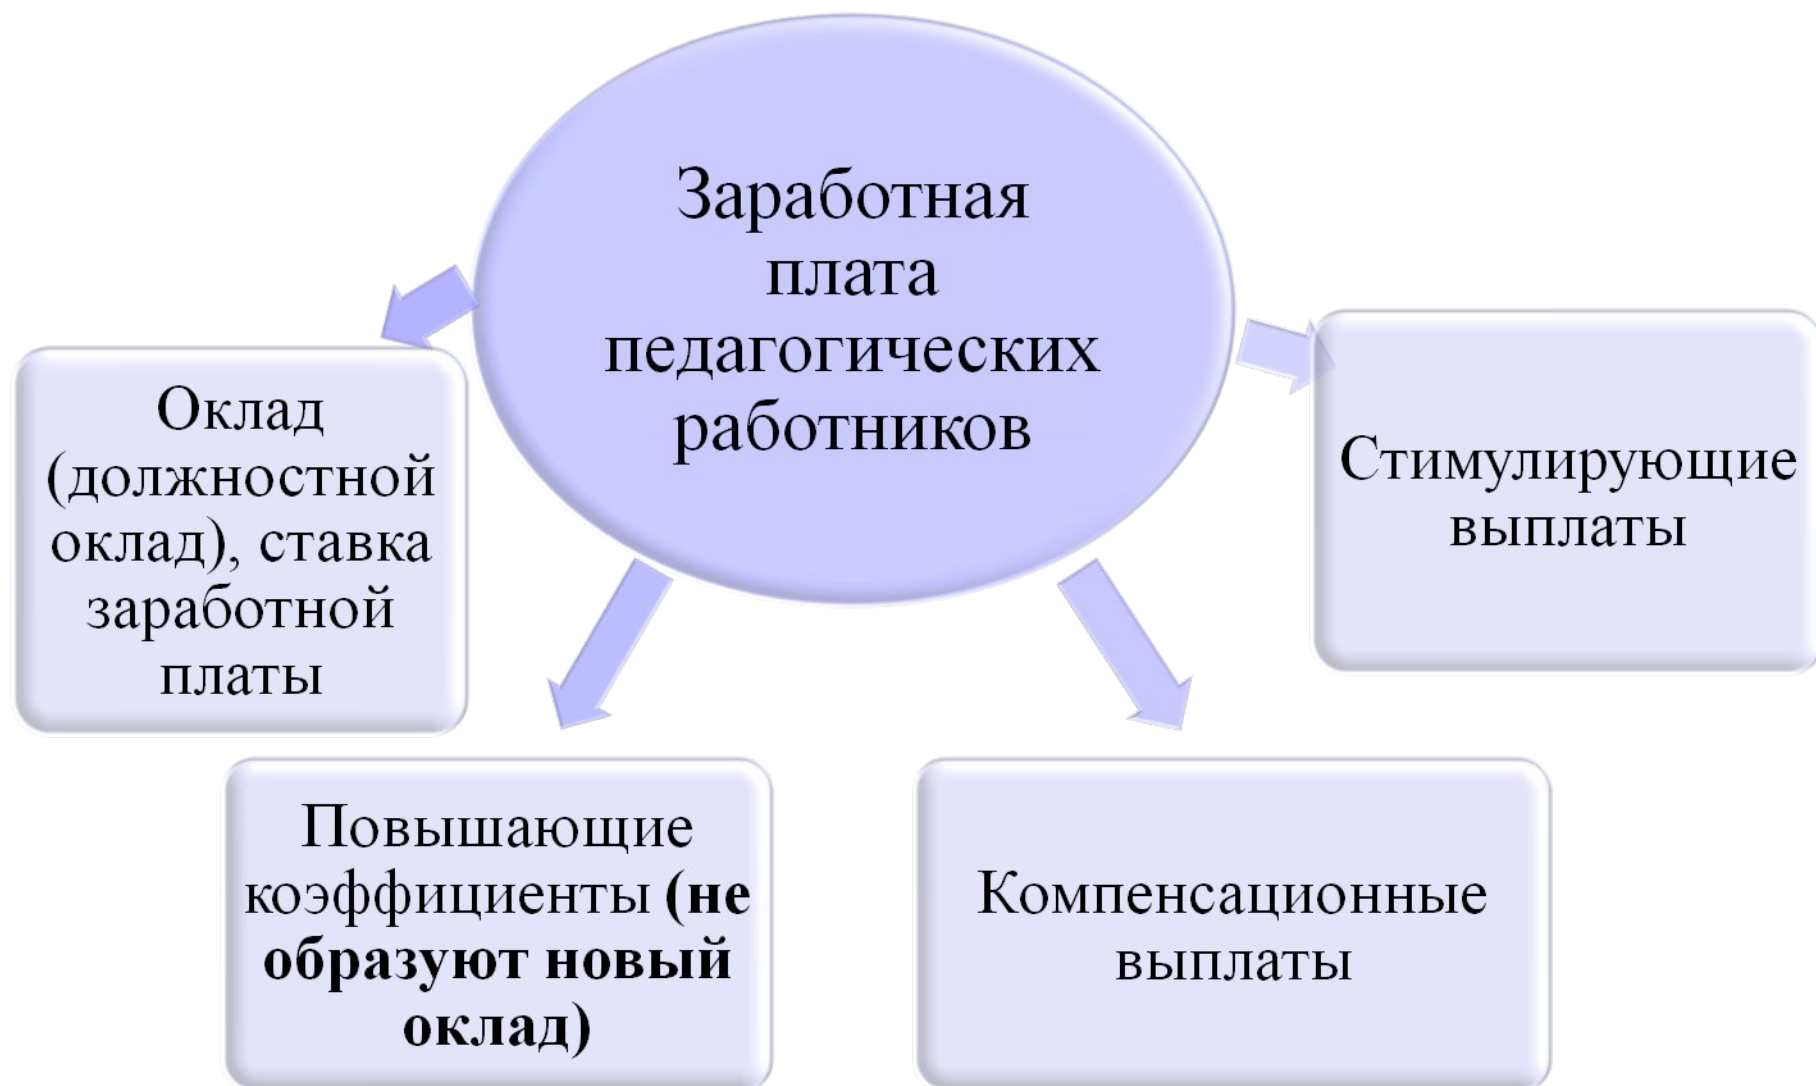 Заработная
плата
педагогических
работников
Оклад
(должностной
оклад), ставка
заработной
платы
Повышающие
коэффициенты (не
образуют новый
оклад)
Компенсационные
выплаты
Стимулирующие
выплаты